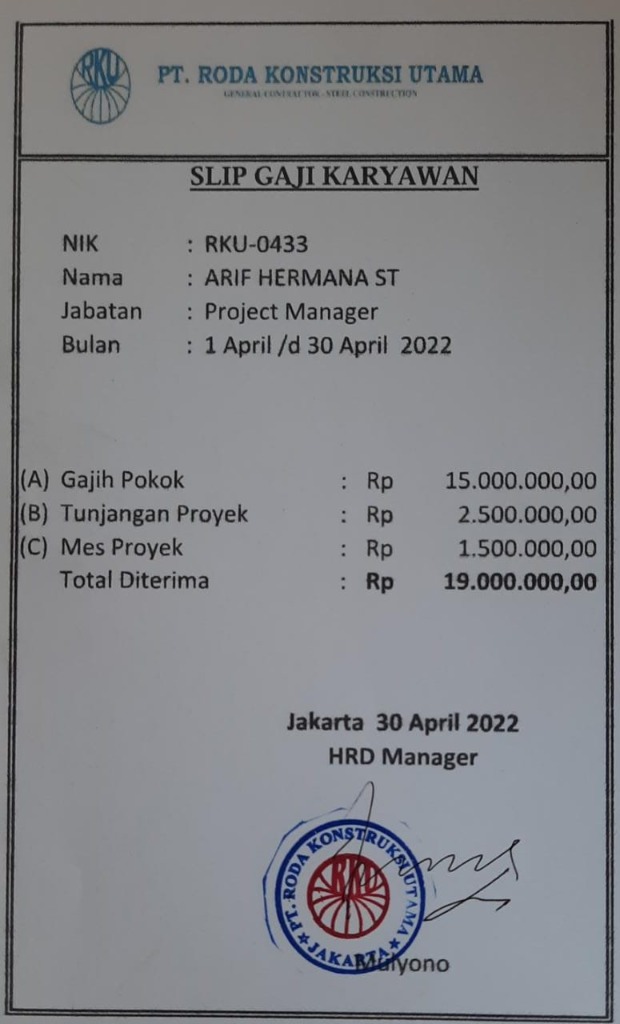 RKU
PT. RODA KONSTRUKSI UTAMA
GENERAL CONTRACTOR - STEEL CONSTRUCTION
SLIP GAJI KARYAWAN
NIK : RKU-0433
Nama : ARIF HERMANA ST
Jabatan : Project Manager
Bulan : 1 April /d 30 April 2022
(A) Gajih Pokok : Rp 15.000.000,00
(B) Tunjangan Proyek : Rp 2.500.000,00
(C) Mes Proyek : Rp 1.500.000,00
Total Diterima : Rp 19.000.000,00
Jakarta 30 April 2022
HRD Manager
PT. RODA KONSTRUKSI UTAMA
RKU
★ JAKARTA ★
Mulyono